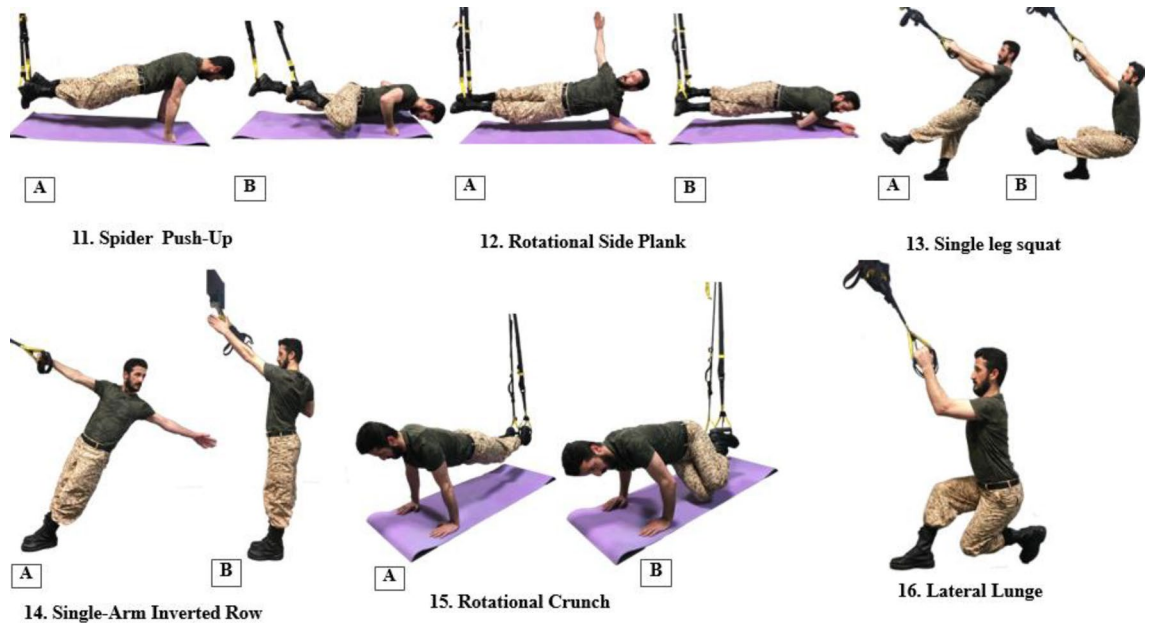 A
B
11. Spider Push-Up
A
B
12. Rotational Side Plank
A
B
13. Single leg squat
A
B
14. Single-Arm Inverted Row
A
B
15. Rotational Crunch
16. Lateral Lunge